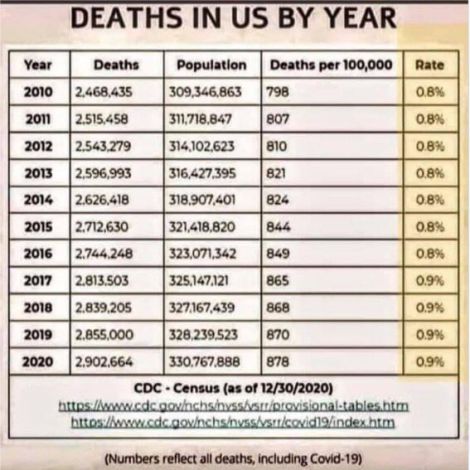 DEATHS IN US BY YEAR
Year Deaths Population Deaths per 100,000 Rate
2010 2,468,435 309,346,863 798 0.8%
2011 2,515,458 311,718,847 807 0.8%
2012 2,543,279 314,102,623 810 0.8%
2013 2,596,993 316,427,395 821 0.8%
2014 2,626,418 318,907,401 824 0.8%
2015 2,712,630 321,418,820 844 0.8%
2016 2,744,248 323,071,342 849 0.8%
2017 2,813,503 325,147,121 865 0.9%
2018 2,839,205 327,167,439 868 0.9%
2019 2,855,000 328,239,523 870 0.9%
2020 2,902,664 330,767,888 878 0.9%
CDC - Census (as of 12/30/2020)
https://www.cdc.gov/nchs/nvss/vsrr/provisional-tables.htm
https://www.cdc.gov/nchs/nvss/vsrr/covid19/index.htm
(Numbers reflect all deaths, including Covid-19)